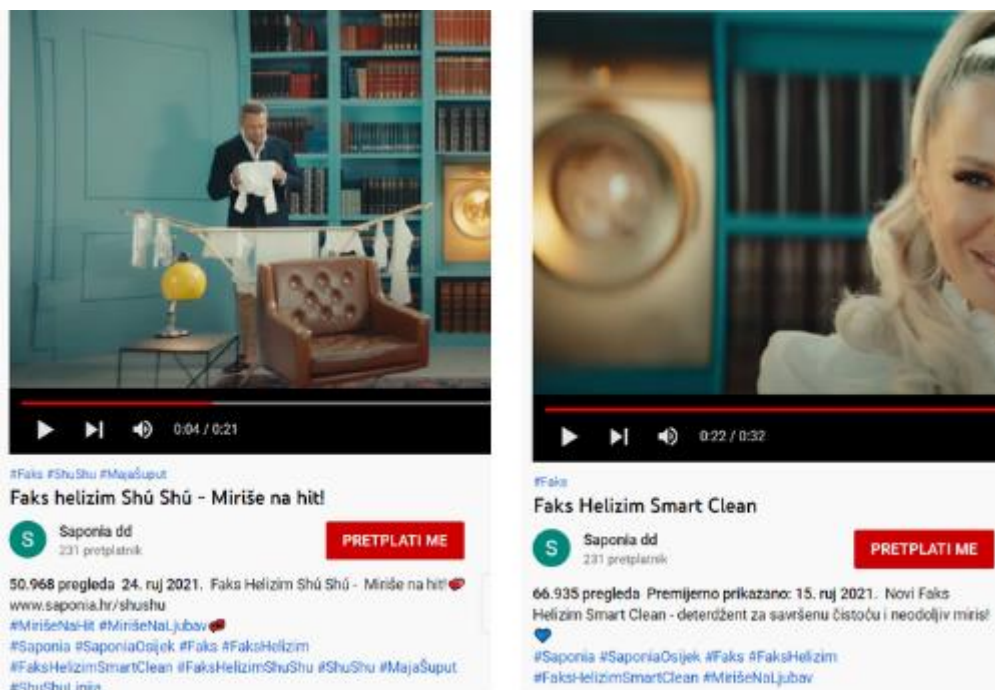 0:04 / 0:21
#Faks #ShuShu #MajaŠuput
Faks helizim Shú Shú - Miriše na hit!
S
Saponia dd
231 pretplatnik
PRETPLATI ME
50.968 pregleda 24. ruj 2021. Faks Helizim Shú Shú - Miriše na hit!
www.saponia.hr/shushu
#MirišeNaHit #MirišeNaLjubav
#Saponia #SaponiaOsijek #Faks #FaksHelizim
#FaksHelizimSmartClean #FaksHelizimShuShu #ShuShu #MajaŠuput
#ShuShuLinija
0:22 / 0:32
#Faks
Faks Helizim Smart Clean
S
Saponia dd
231 pretplatnik
PRETPLATI ME
66.935 pregleda Premijerno prikazano: 15. ruj 2021. Novi Faks
Helizim Smart Clean - deterdžent za savršenu čistoću i neodoljiv miris!
#Saponia #SaponiaOsijek #Faks #FaksHelizim
#FaksHelizimSmartClean #MirišeNaLjubav